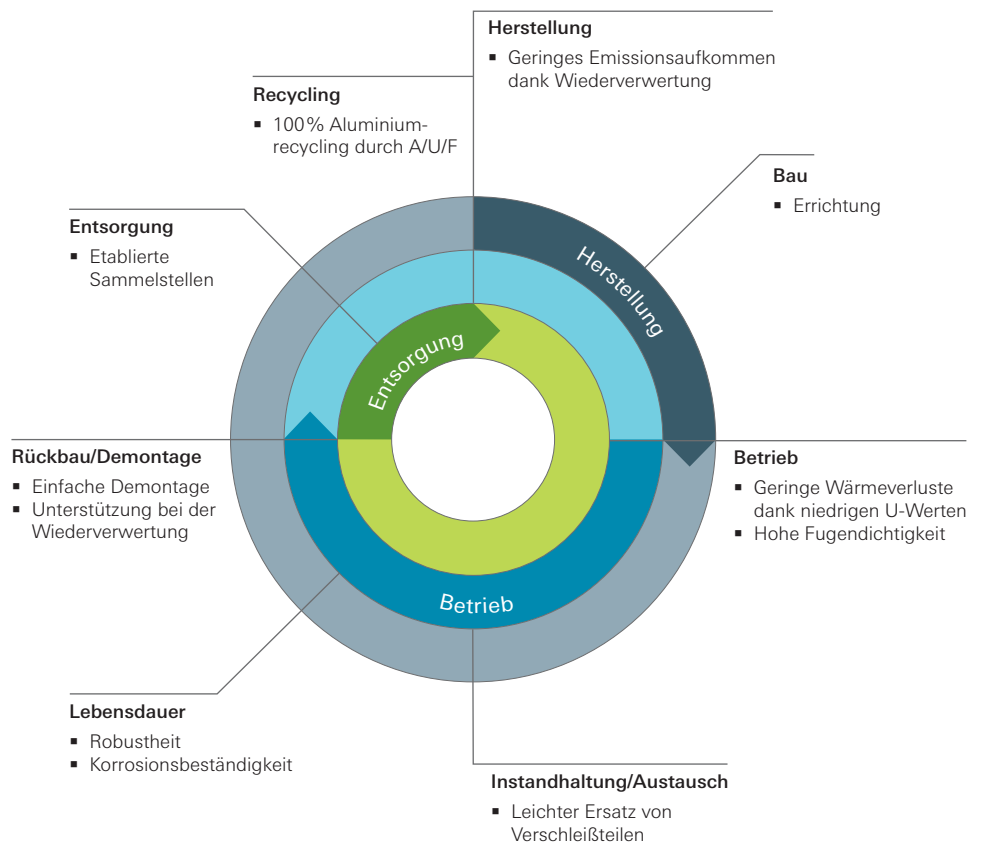 Herstellung
▪ Geringes Emissionsaufkommen
dank Wiederverwertung
Recycling
▪ 100% Aluminium-
recycling durch A/U/F
Bau
▪ Errichtung
Entsorgung
▪ Etablierte
Sammelstellen
Herstellung
Entsorgung
Betrieb
Rückbau/Demontage
▪ Einfache Demontage
▪ Unterstützung bei der
Wiederverwertung
Betrieb
▪ Geringe Wärmeverluste
dank niedrigen U-Werten
▪ Hohe Fugendichtigkeit
Lebensdauer
▪ Robustheit
▪ Korrosionsbeständigkeit
Instandhaltung/Austausch
▪ Leichter Ersatz von
Verschleißteilen